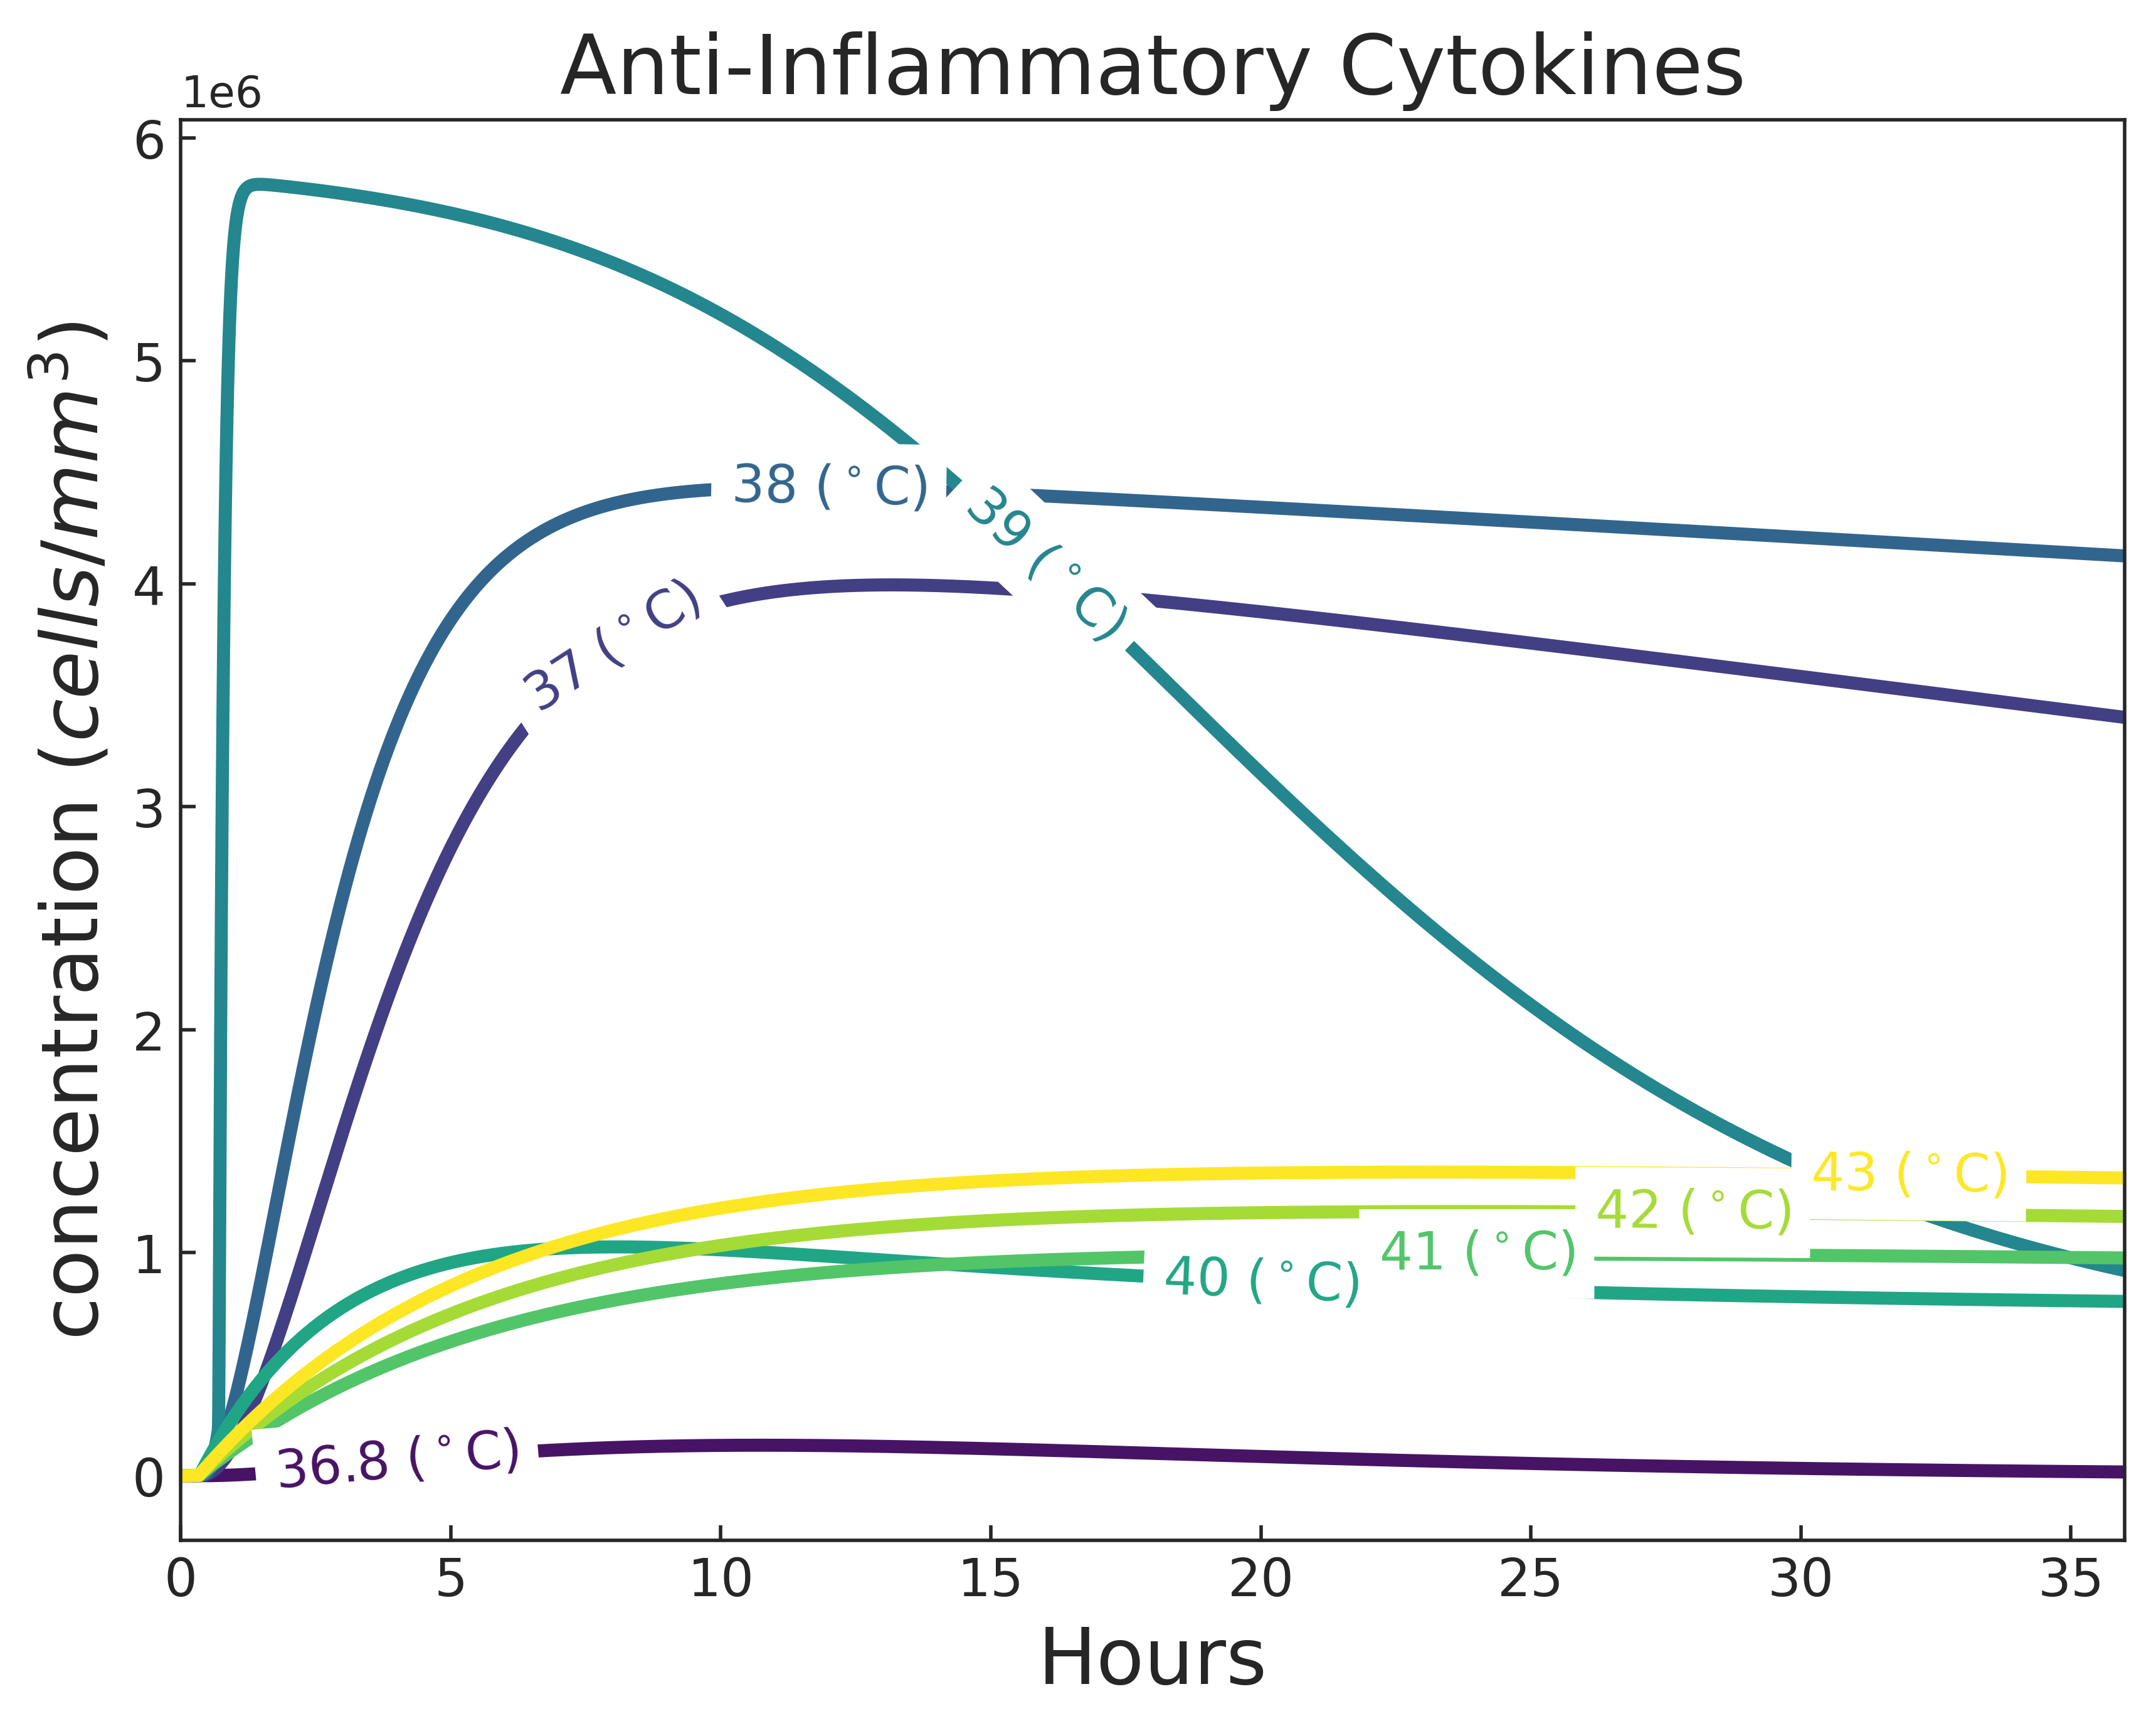 Anti-Inflammatory Cytokines
1e6
6
5
4
3
2
1
0
concentration (cells/mm³)
38 (°C)
39 (°C)
37 (°C)
43 (°C)
42 (°C)
41 (°C)
40 (°C)
36.8 (°C)
0 5 10 15 20 25 30 35
Hours